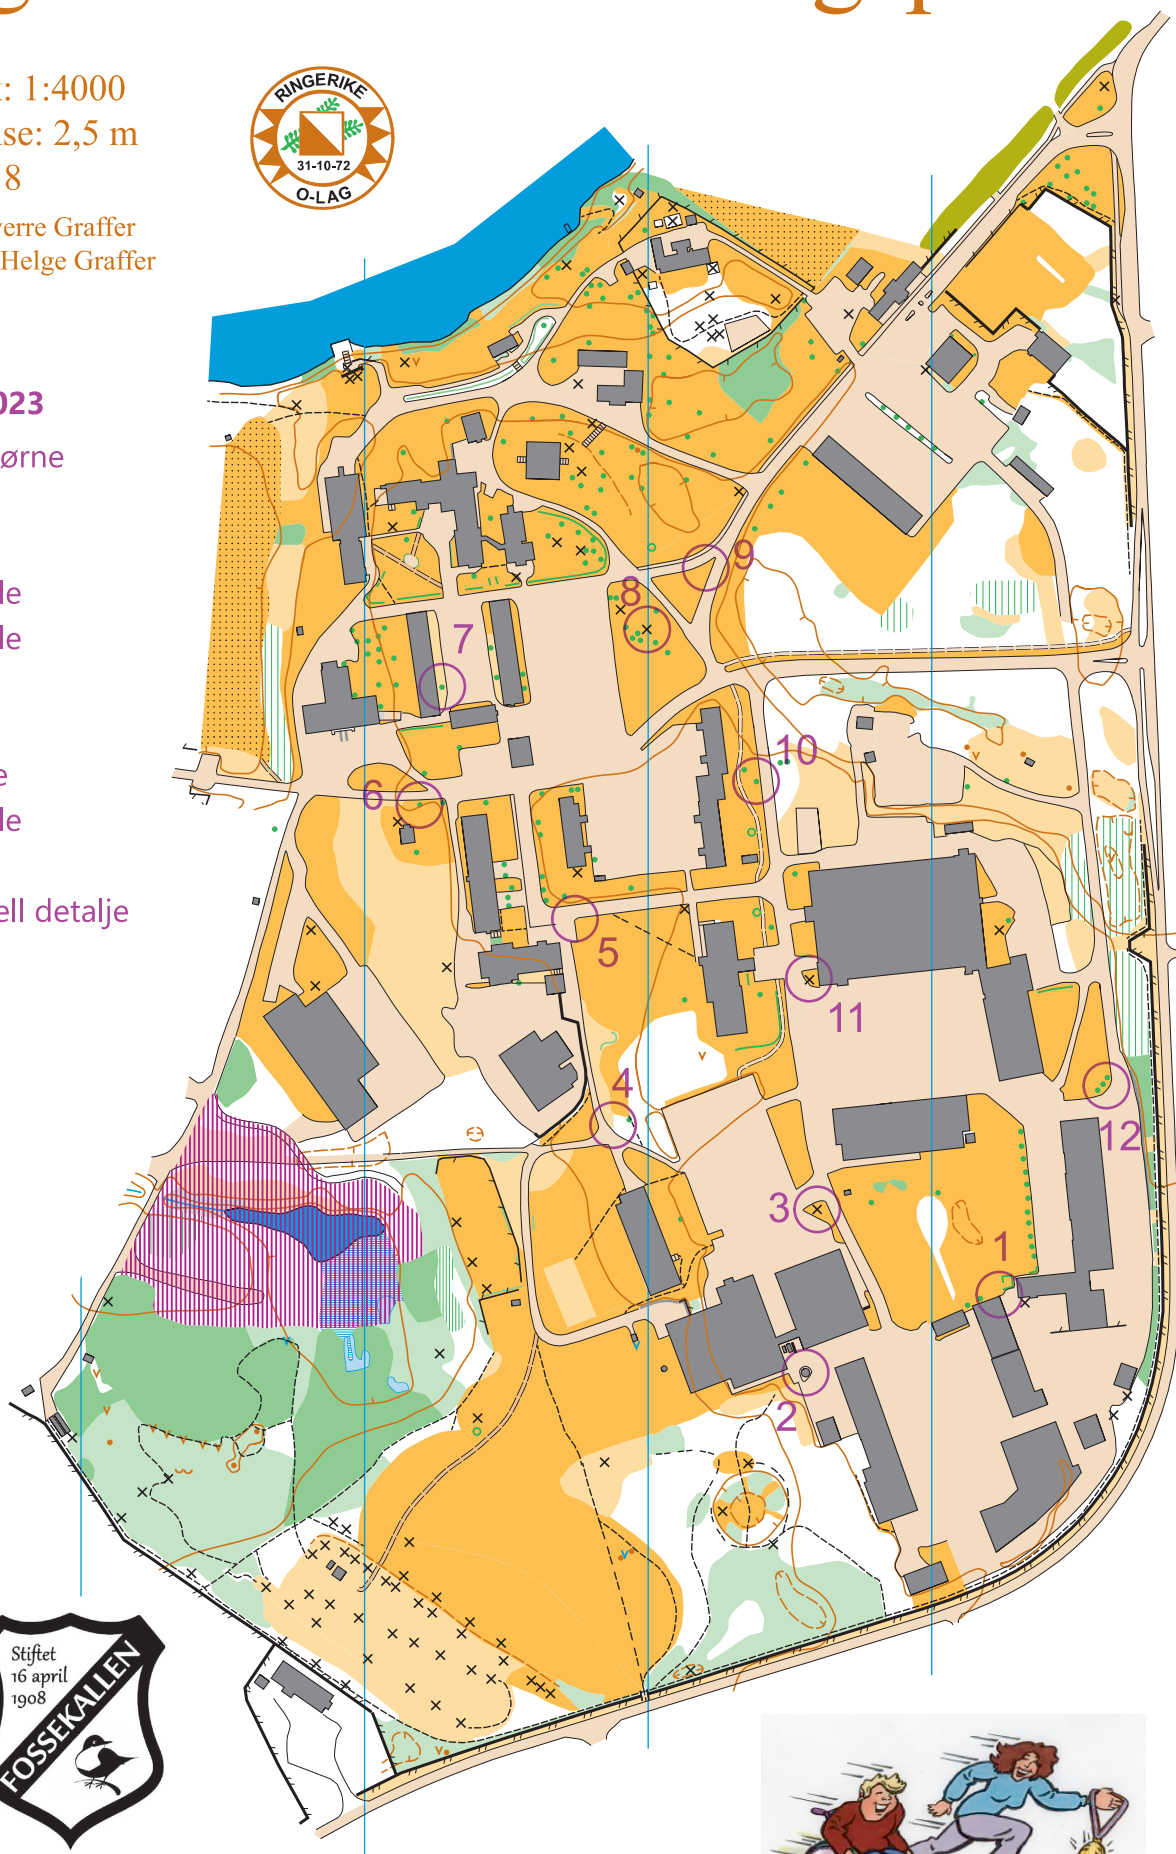 : 1:4000
se: 2,5 m
8
verre Graffer
Helge Graffer
RINGERIKE
31-10-72
O-LAG
023
ørne
le
le
e
le
ell detalje
9
8
7
10
6
5
11
4
12
3
1
2
Stiftet
16 april
1908
FOSSEKALLEN